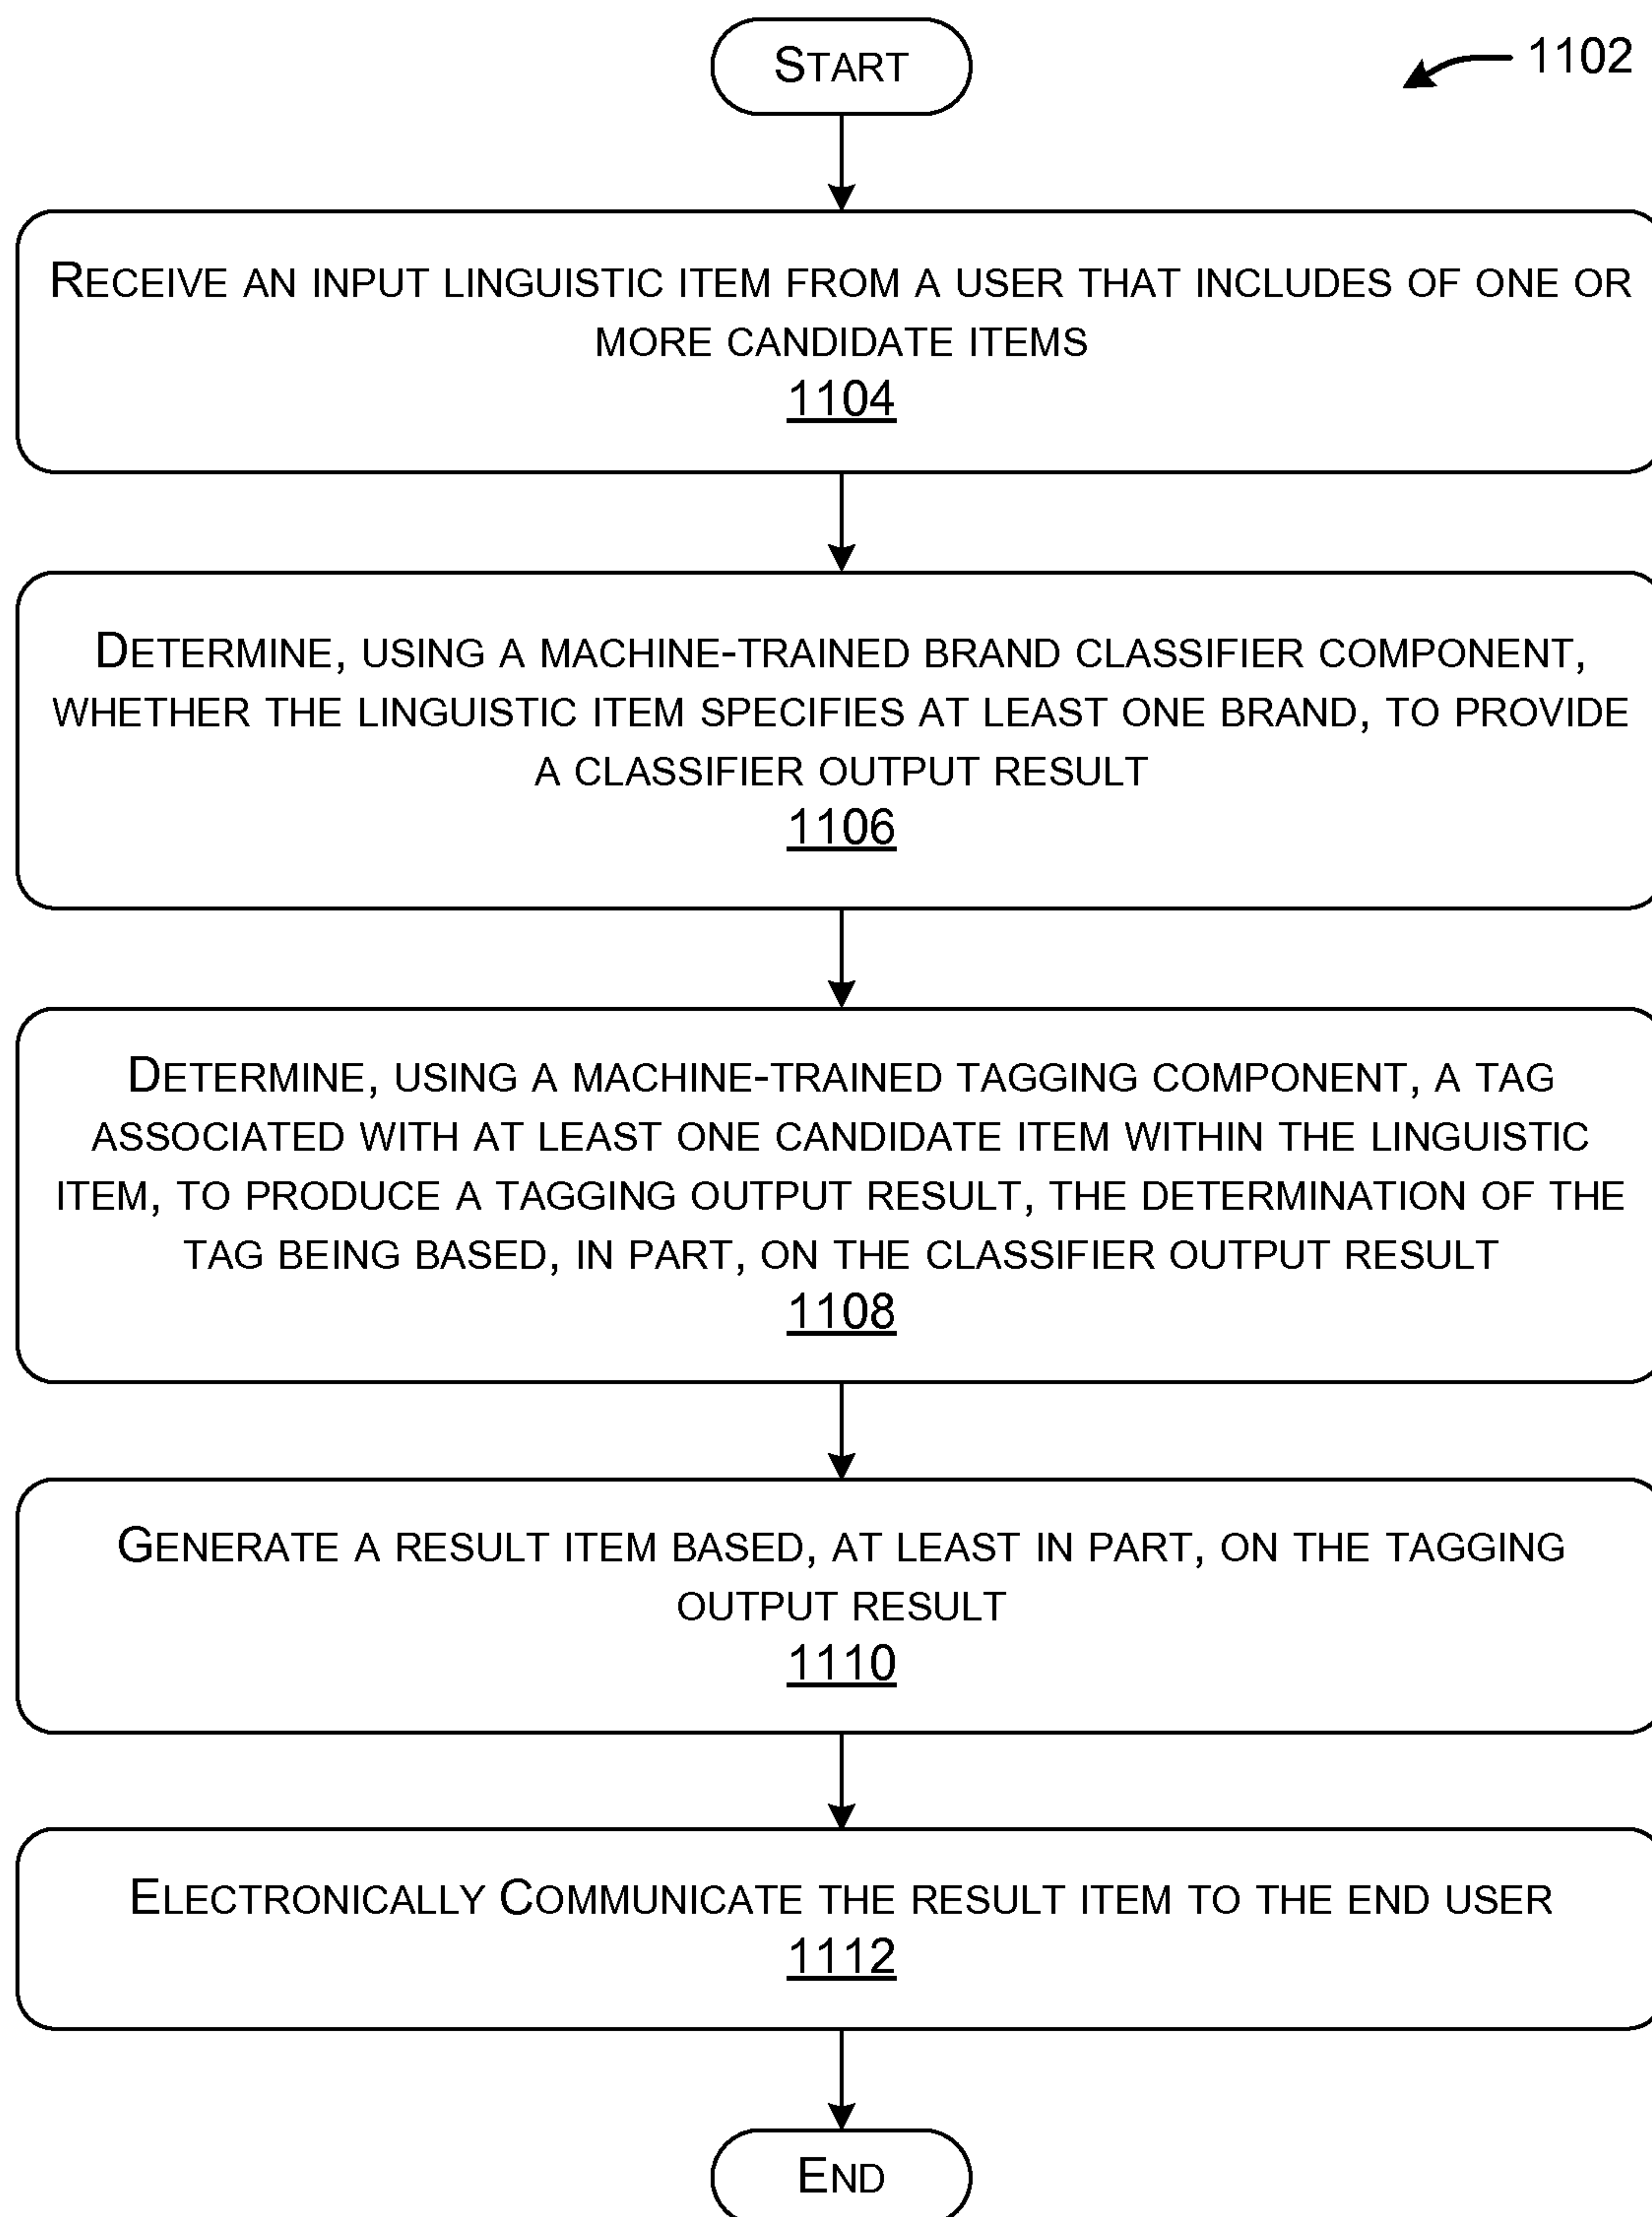 START
1102
RECEIVE AN INPUT LINGUISTIC ITEM FROM A USER THAT INCLUDES OF ONE OR
MORE CANDIDATE ITEMS
1104
DETERMINE, USING A MACHINE-TRAINED BRAND CLASSIFIER COMPONENT,
WHETHER THE LINGUISTIC ITEM SPECIFIES AT LEAST ONE BRAND, TO PROVIDE
A CLASSIFIER OUTPUT RESULT
1106
DETERMINE, USING A MACHINE-TRAINED TAGGING COMPONENT, A TAG
ASSOCIATED WITH AT LEAST ONE CANDIDATE ITEM WITHIN THE LINGUISTIC
ITEM, TO PRODUCE A TAGGING OUTPUT RESULT, THE DETERMINATION OF THE
TAG BEING BASED, IN PART, ON THE CLASSIFIER OUTPUT RESULT
1108
GENERATE A RESULT ITEM BASED, AT LEAST IN PART, ON THE TAGGING
OUTPUT RESULT
1110
ELECTRONICALLY COMMUNICATE THE RESULT ITEM TO THE END USER
1112
END